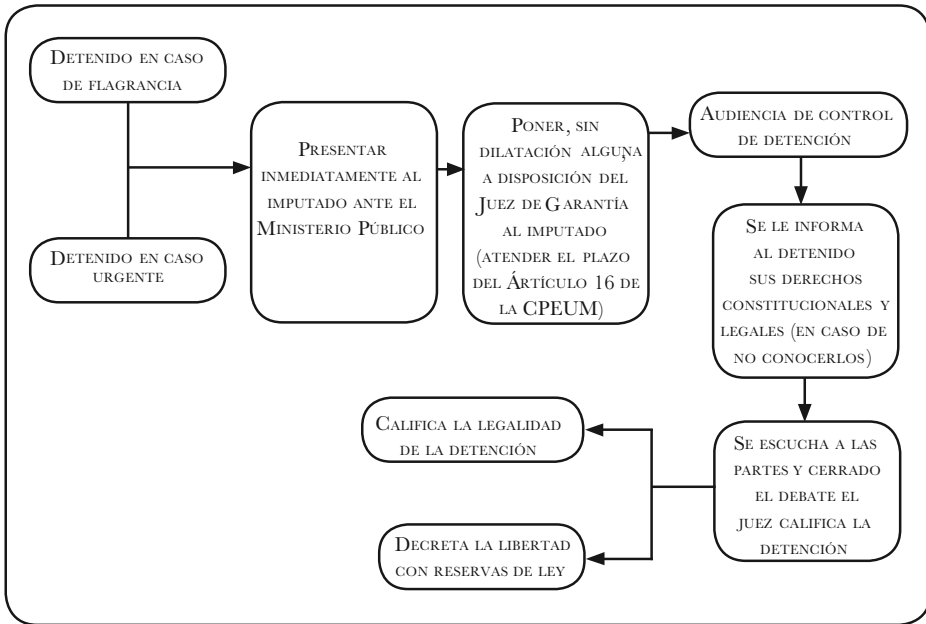 Detenido en caso
de flagrancia
Detenido en caso
urgente
Presentar
inmediatamente al
imputado ante el
Ministerio Público
Poner, sin
dilatación alguna,
a disposición del
Juez de Garantía
al imputado
(atender el plazo
del Ártículo 16 de
la CPEUM)
Audiencia de control
de detención
Se le informa
al detenido
sus derechos
constitucionales y
legales (en caso de
no conocerlos)
Se escucha a las
partes y cerrado
el debate el
juez califica la
detención
Califica la legalidad
de la detención
Decreta la libertad
con reservas de ley